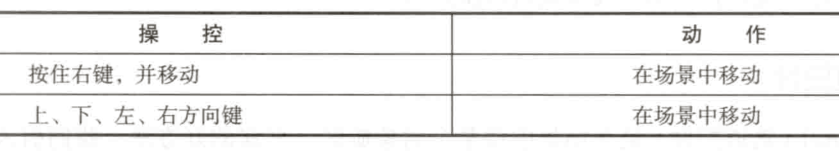 操 控 动 作
按住右键，并移动 在场景中移动
上、下、左、右方向键 在场景中移动